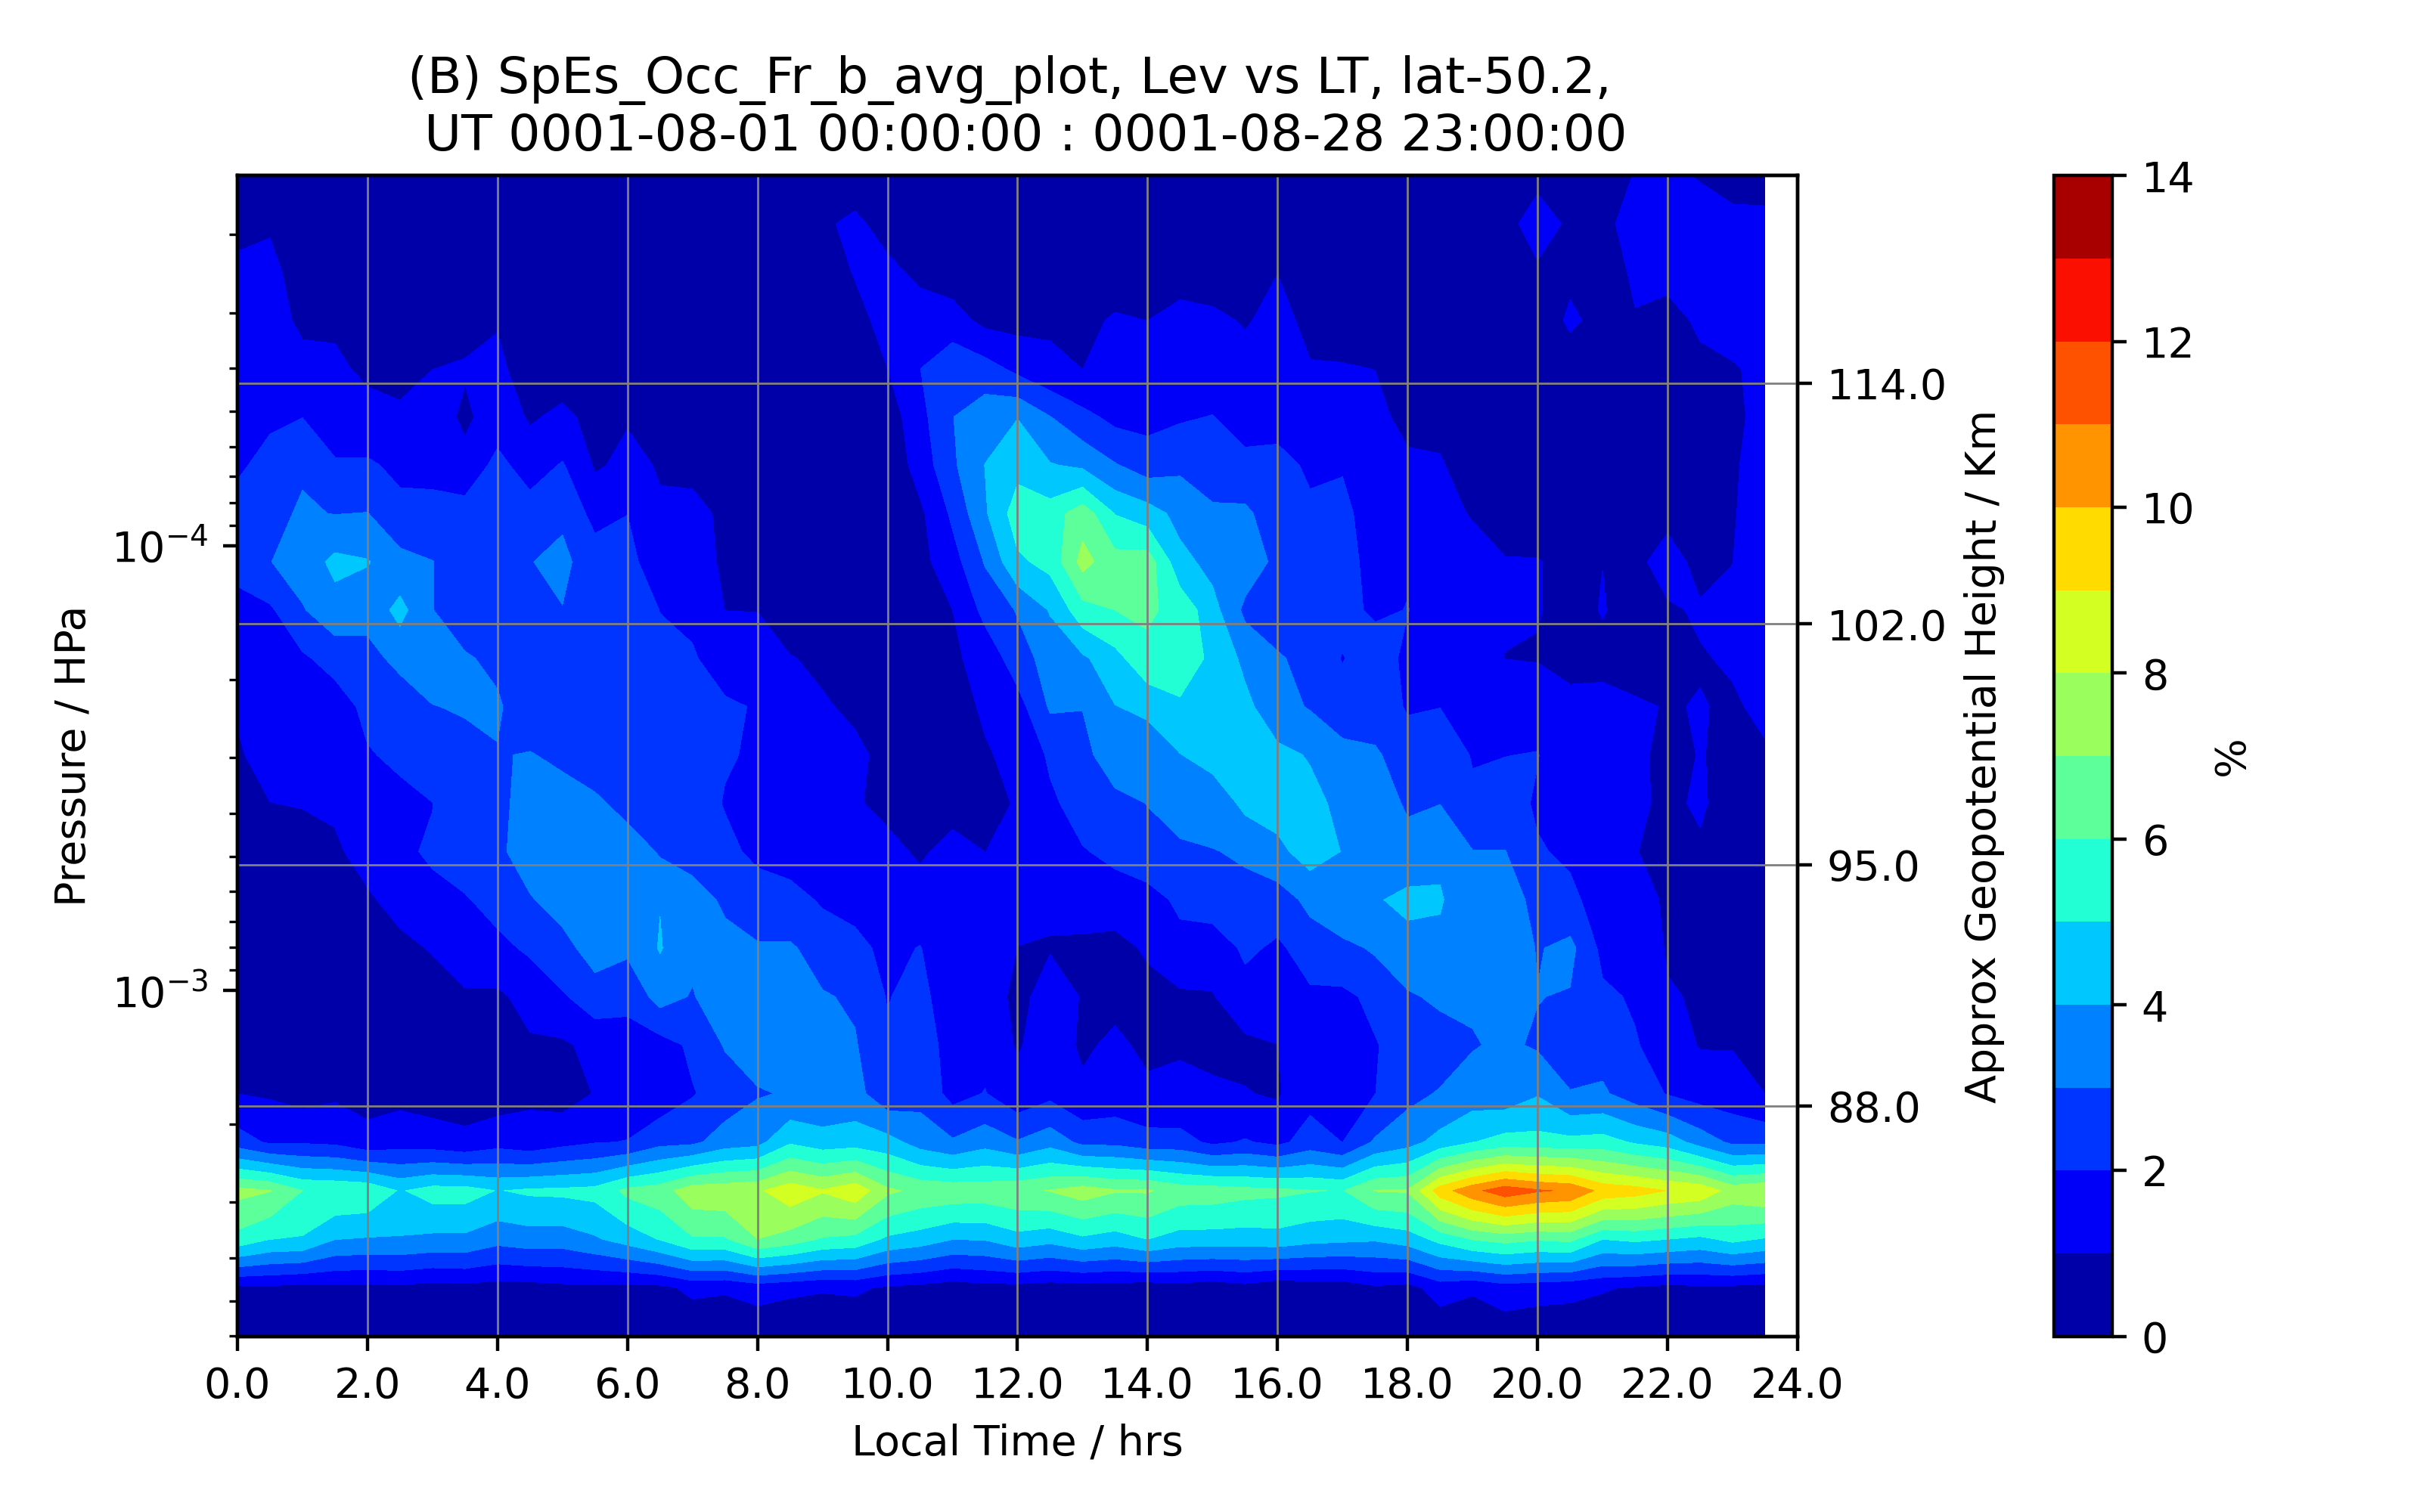 (B) SpEs_Occ_Fr_b_avg_plot, Lev vs LT, lat-50.2,
UT 0001-08-01 00:00:00 : 0001-08-28 23:00:00
Pressure / HPa
10⁻⁴
10⁻³
0.0 2.0 4.0 6.0 8.0 10.0 12.0 14.0 16.0 18.0 20.0 22.0 24.0
Local Time / hrs
114.0
102.0
95.0
88.0
Approx Geopotential Height / Km
14
12
10
8
6
4
2
0
%